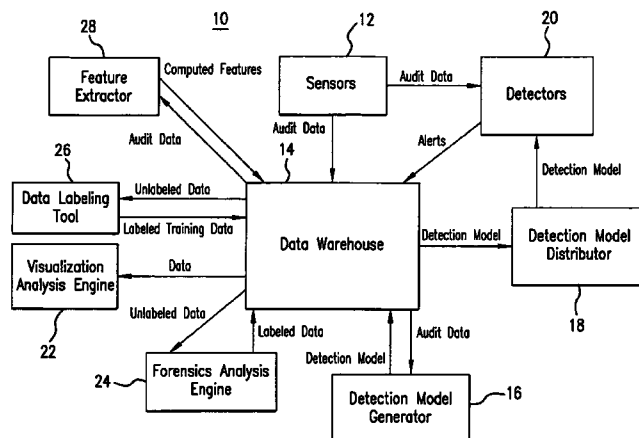 10
28
12
20
Feature
Extractor
Computed Features
Audit Data
Sensors
Audit Data
Audit Data
Detectors
Alerts
26
14
Data Labeling
Tool
Unlabeled Data
Labeled Training Data
Data Warehouse
Detection Model
Detection Model
Detection Model
Distributor
18
Visualization
Analysis Engine
22
Data
Unlabeled Data
Labeled Data
24
Forensics Analysis
Engine
Detection Model
Audit Data
Detection Model
Generator
16